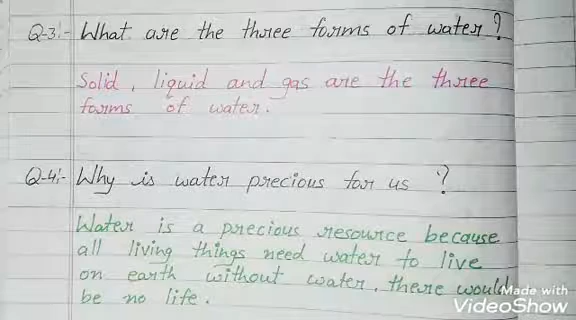 Q-3:- What are the three forms of water?
Solid, liquid and gas are the three
forms of water.
Q-4:- Why is water precious for us ?
Water is a precious resource because
all living things need water to live
on earth without water, there would
be no life.
Made with
VideoShow